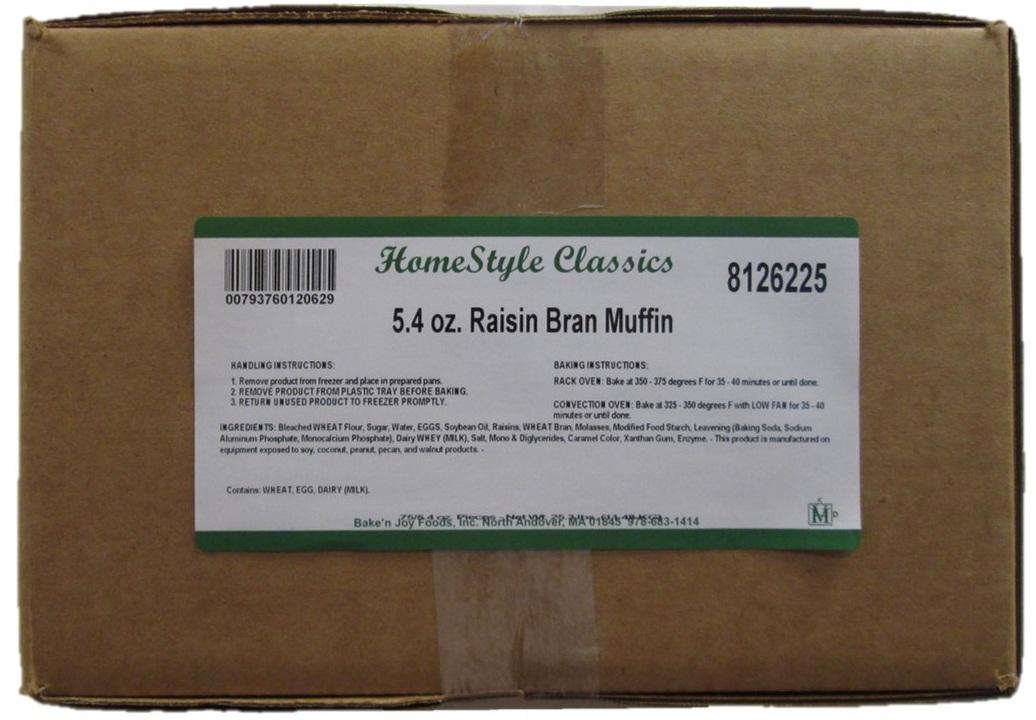 HomeStyle Classics
8126225
00793760120629
5.4 oz. Raisin Bran Muffin
HANDLING INSTRUCTIONS:
1. Remove product from freezer and place in prepared pans.
2. REMOVE PRODUCT FROM PLASTIC TRAY BEFORE BAKING.
3. RETURN UNUSED PRODUCT TO FREEZER PROMPTLY.
BAKING INSTRUCTIONS:
RACK OVEN: Bake at 350 - 375 degrees F for 35 - 40 minutes or until done.
CONVECTION OVEN: Bake at 325 - 350 degrees F with LOW FAN for 35 - 40
minutes or until done.
INGREDIENTS: Bleached WHEAT Flour, Sugar, Water, EGGS, Soybean Oil, Raisins, WHEAT Bran, Molasses, Modified Food Starch, Leavening (Baking Soda, Sodium
Aluminum Phosphate, Monocalcium Phosphate), Dairy WHEY (MILK), Salt, Mono & Diglycerides, Caramel Color, Xanthan Gum, Enzyme. - This product is manufactured on
equipment exposed to soy, coconut, peanut, pecan, and walnut products. -
Contains: WHEAT, EGG, DAIRY (MILK).
Bake'n Joy Foods, Inc. North Andover, MA 01845 978-683-1414
K
M
D